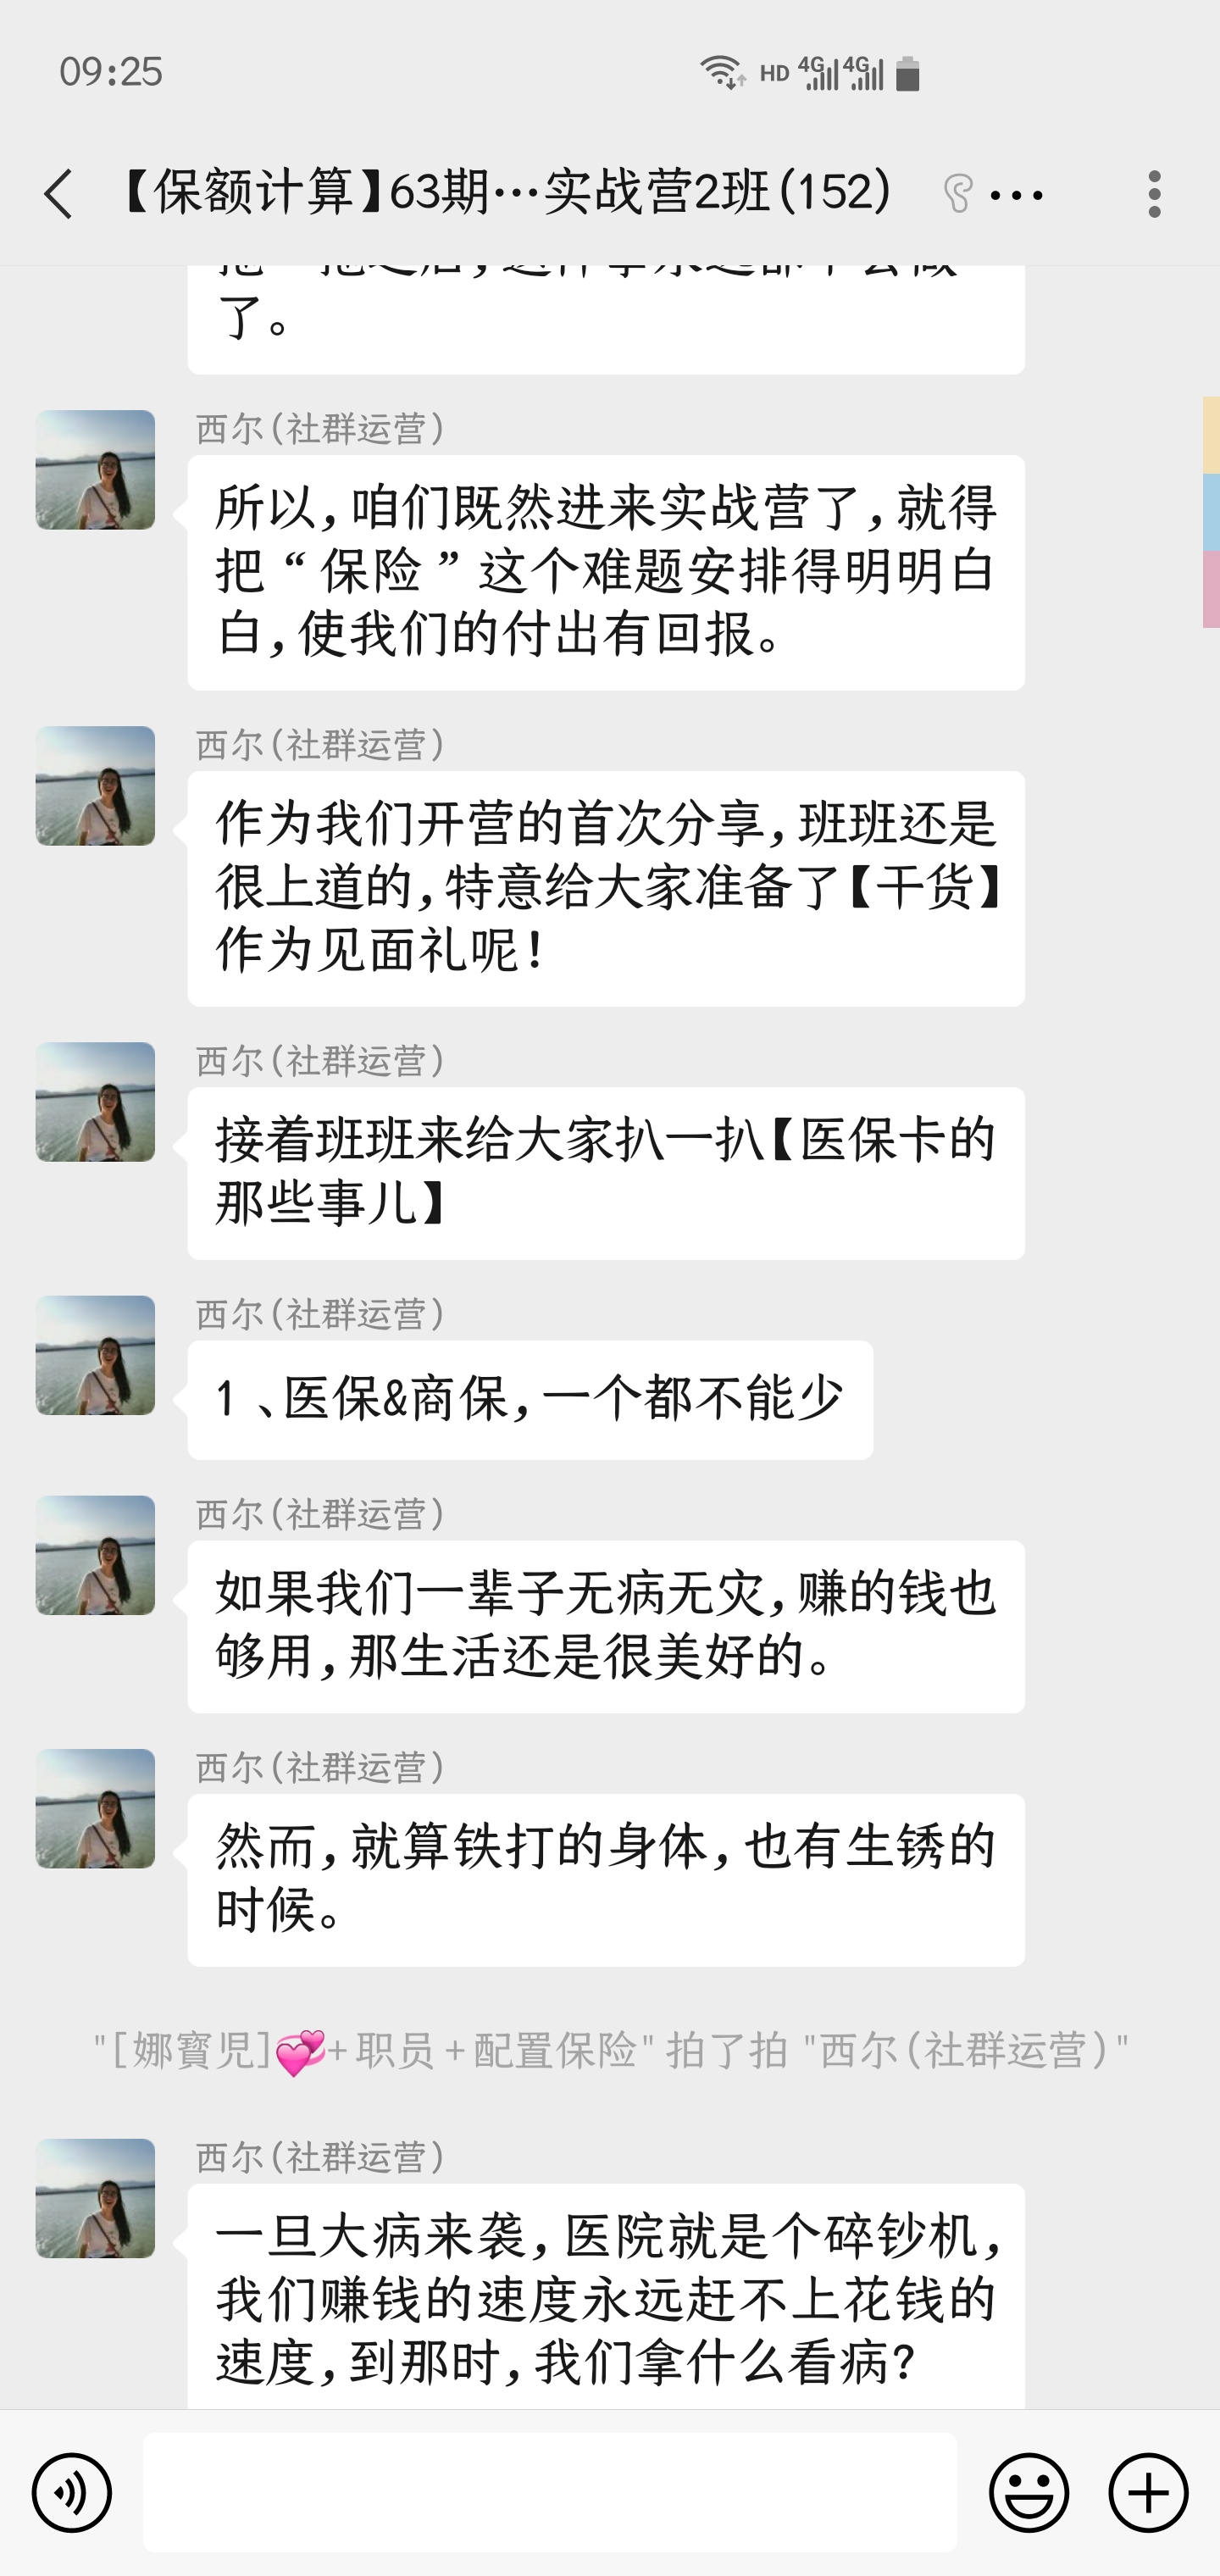 09:25
HD 4G 4G
【保额计算】63期…实战营2班(152)
了。
西尔(社群运营)
所以,咱们既然进来实战营了,就得
把“保险”这个难题安排得明明白
白,使我们的付出有回报。
西尔(社群运营)
作为我们开营的首次分享,班班还是
很上道的,特意给大家准备了【干货】
作为见面礼呢!
西尔(社群运营)
接着班班来给大家扒一扒【医保卡的
那些事儿】
西尔(社群运营)
1、医保&商保,一个都不能少
西尔(社群运营)
如果我们一辈子无病无灾,赚的钱也
够用,那生活还是很美好的。
西尔(社群运营)
然而,就算铁打的身体,也有生锈的
时候。
"[娜寳児]💞+职员+配置保险" 拍了拍 "西尔(社群运营)"
西尔(社群运营)
一旦大病来袭,医院就是个碎钞机,
我们赚钱的速度永远赶不上花钱的
速度,到那时,我们拿什么看病?